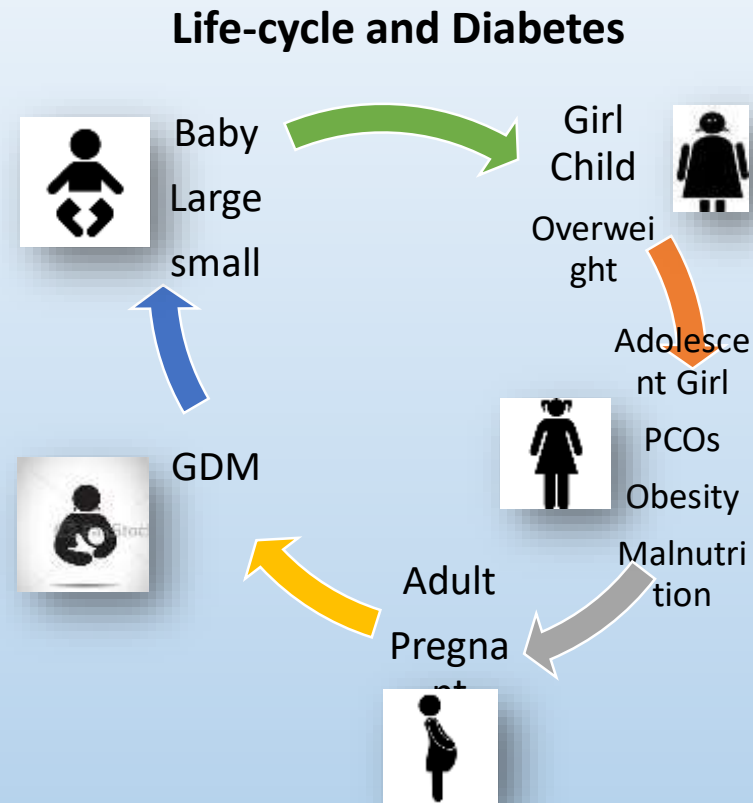 Life-cycle and Diabetes
Baby
Large
small
Girl
Child
Overwei
ght
Adolesce
nt Girl
PCOs
Obesity
Malnutri
tion
Adult
Pregna
nt
GDM